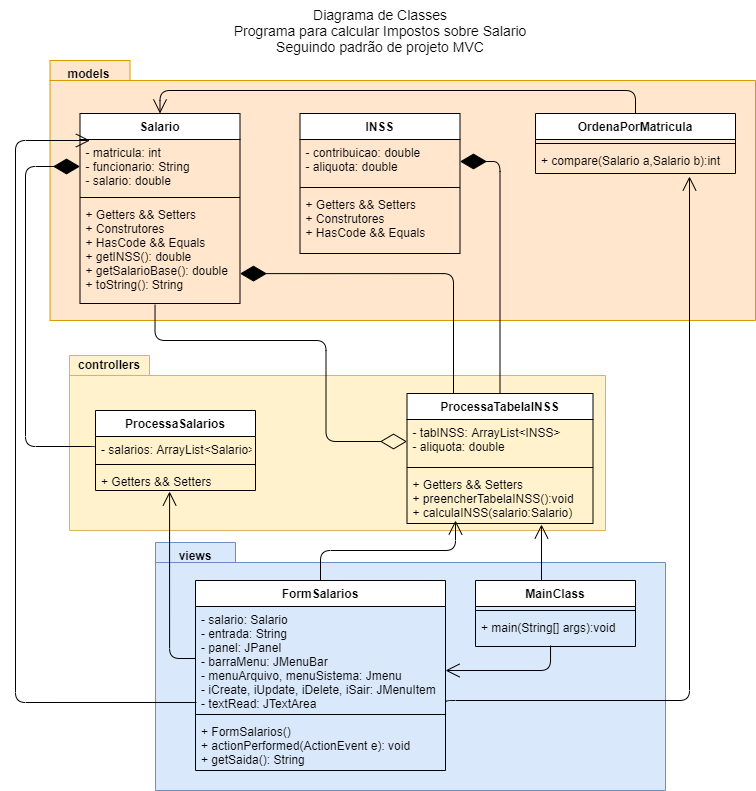 Diagrama de Classes
Programa para calcular Impostos sobre Salario
Seguindo padrão de projeto MVC
models
Salario
- matricula: int
- funcionario: String
- salario: double
+ Getters && Setters
+ Construtores
+ HasCode && Equals
+ getINSS(): double
+ getSalarioBase(): double
+ toString(): String
INSS
- contribuicao: double
- aliquota: double
+ Getters && Setters
+ Construtores
+ HasCode && Equals
OrdenaPorMatricula
+ compare(Salario a,Salario b):int
controllers
ProcessaSalarios
- salarios: ArrayList<Salario>
+ Getters && Setters
ProcessaTabelaINSS
- tabINSS: ArrayList<INSS>
- aliquota: double
+ Getters && Setters
+ preencherTabelaINSS():void
+ calculaINSS(salario:Salario)
views
FormSalarios
- salario: Salario
- entrada: String
- panel: JPanel
- barraMenu: JMenuBar
- menuArquivo, menuSistema: Jmenu
- iCreate, iUpdate, iDelete, iSair: JMenuItem
- textRead: JTextArea
+ FormSalarios()
+ actionPerformed(ActionEvent e): void
+ getSaida(): String
MainClass
+ main(String[] args):void